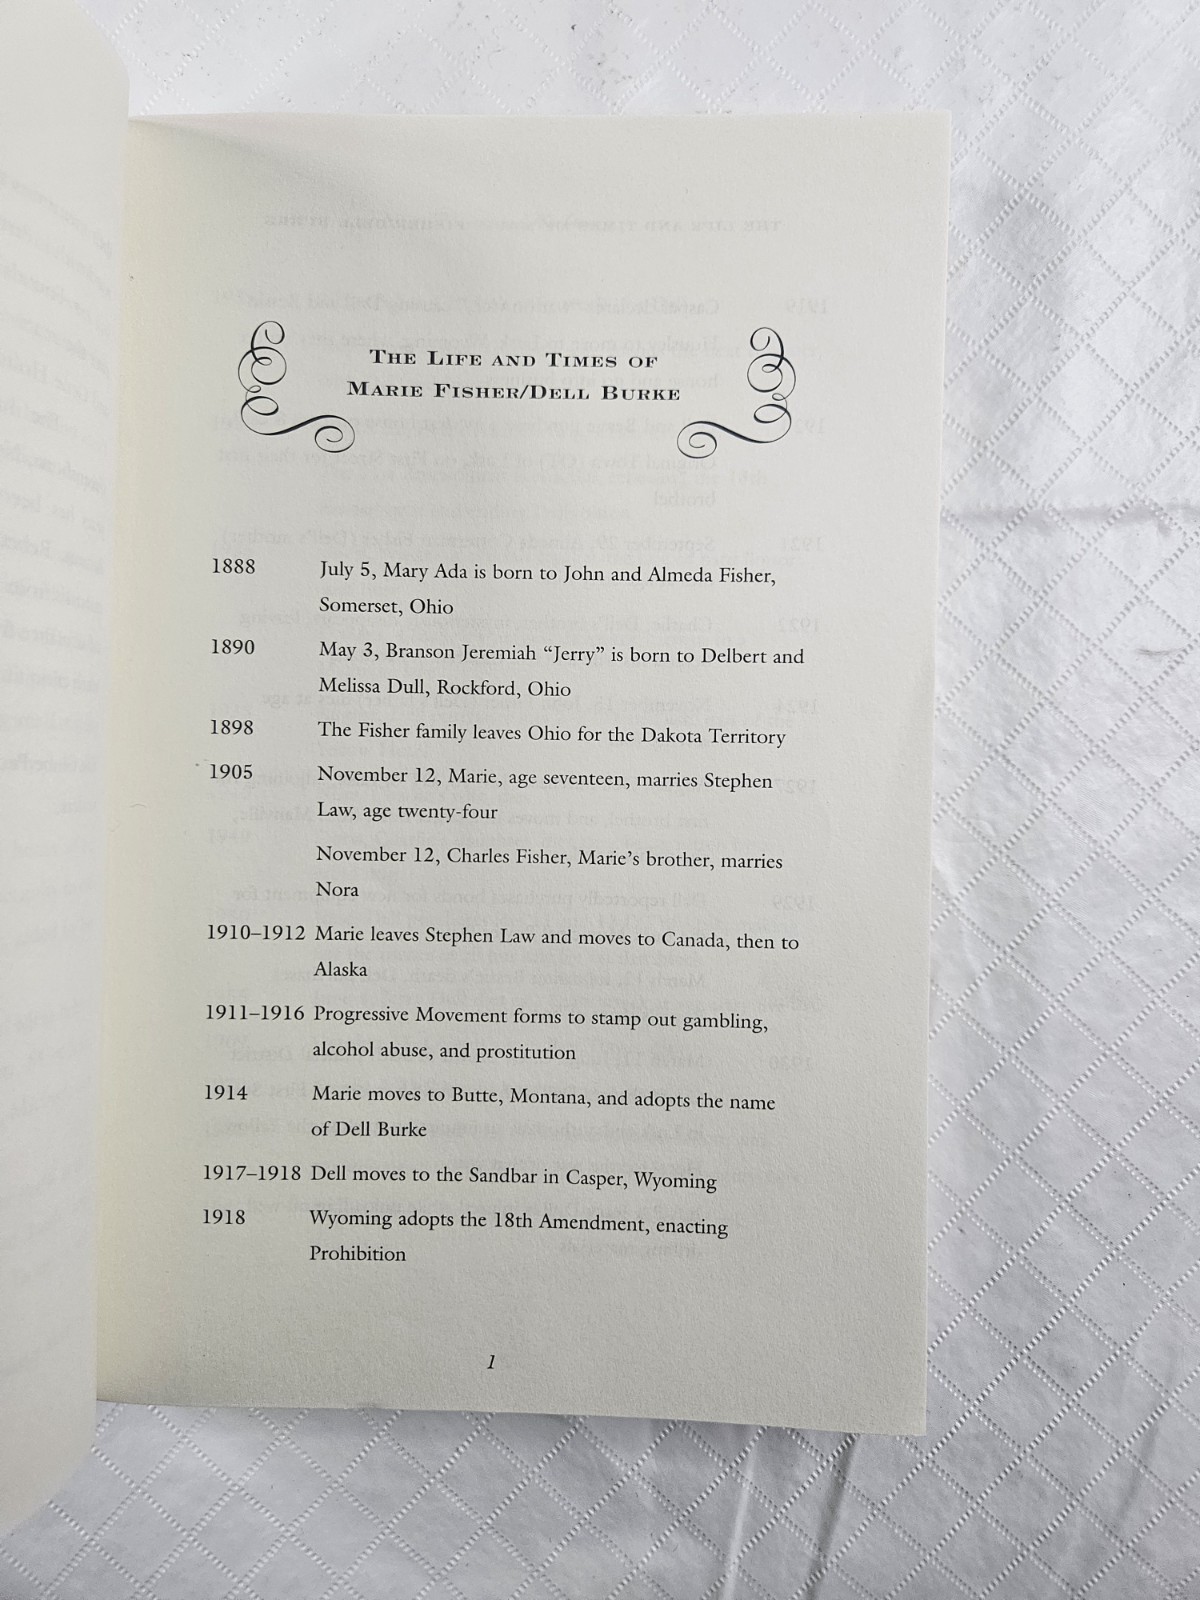 THE LIFE AND TIMES OF
MARIE FISHER/DELL BURKE
1888 July 5, Mary Ada is born to John and Almeda Fisher,
Somerset, Ohio
1890 May 3, Branson Jeremiah “Jerry” is born to Delbert and
Melissa Dull, Rockford, Ohio
1898 The Fisher family leaves Ohio for the Dakota Territory
1905 November 12, Marie, age seventeen, marries Stephen
Law, age twenty-four
November 12, Charles Fisher, Marie’s brother, marries
Nora
1910–1912 Marie leaves Stephen Law and moves to Canada, then to
Alaska
1911–1916 Progressive Movement forms to stamp out gambling,
alcohol abuse, and prostitution
1914 Marie moves to Butte, Montana, and adopts the name
of Dell Burke
1917–1918 Dell moves to the Sandbar in Casper, Wyoming
1918 Wyoming adopts the 18th Amendment, enacting
Prohibition
1